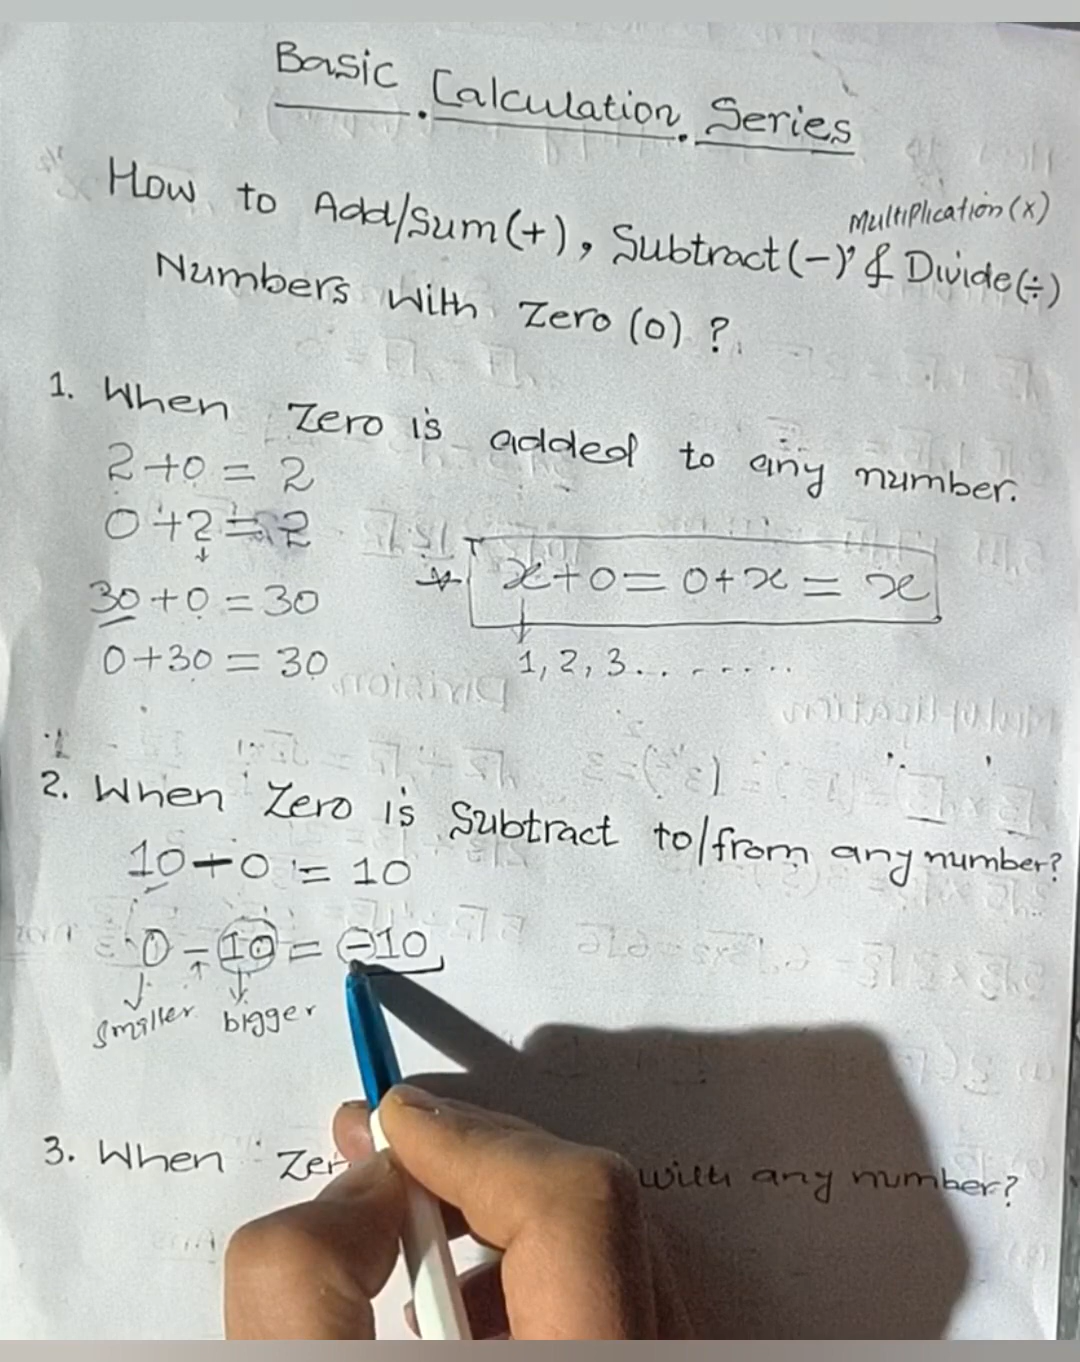 Basic Calculation Series
How to Add/Sum(+), Subtract(-), Multiplication(x) & Divide(÷)
Numbers with Zero (0) ?
1. When Zero is added to any number.
2+0 = 2
0+2 = 2
30+0 = 30
0+30 = 30
x+0 = 0+x = x
1, 2, 3.......
2. When Zero is Subtract to/from any number?
10-0 = 10
0-10 = -10
smaller bigger
3. When with any number?